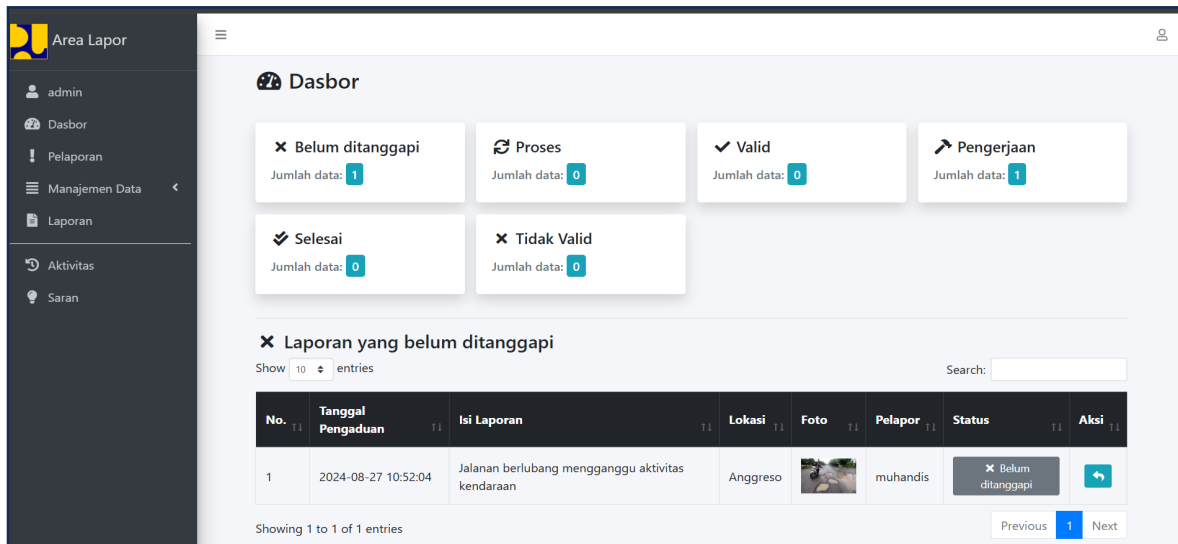 Area Lapor
admin
Dasbor
Pelaporan
Manajemen Data
Laporan
Aktivitas
Saran
Dasbor
Belum ditanggapi
Jumlah data: 1
Proses
Jumlah data: 0
Valid
Jumlah data: 0
Pengerjaan
Jumlah data: 1
Selesai
Jumlah data: 0
Tidak Valid
Jumlah data: 0
Laporan yang belum ditanggapi
Show 10 entries
Search:
No. Tanggal Pengaduan Isi Laporan Lokasi Foto Pelapor Status Aksi
1 2024-08-27 10:52:04 Jalanan berlubang mengganggu aktivitas kendaraan Anggreso muhandis Belum ditanggapi
Showing 1 to 1 of 1 entries
Previous 1 Next